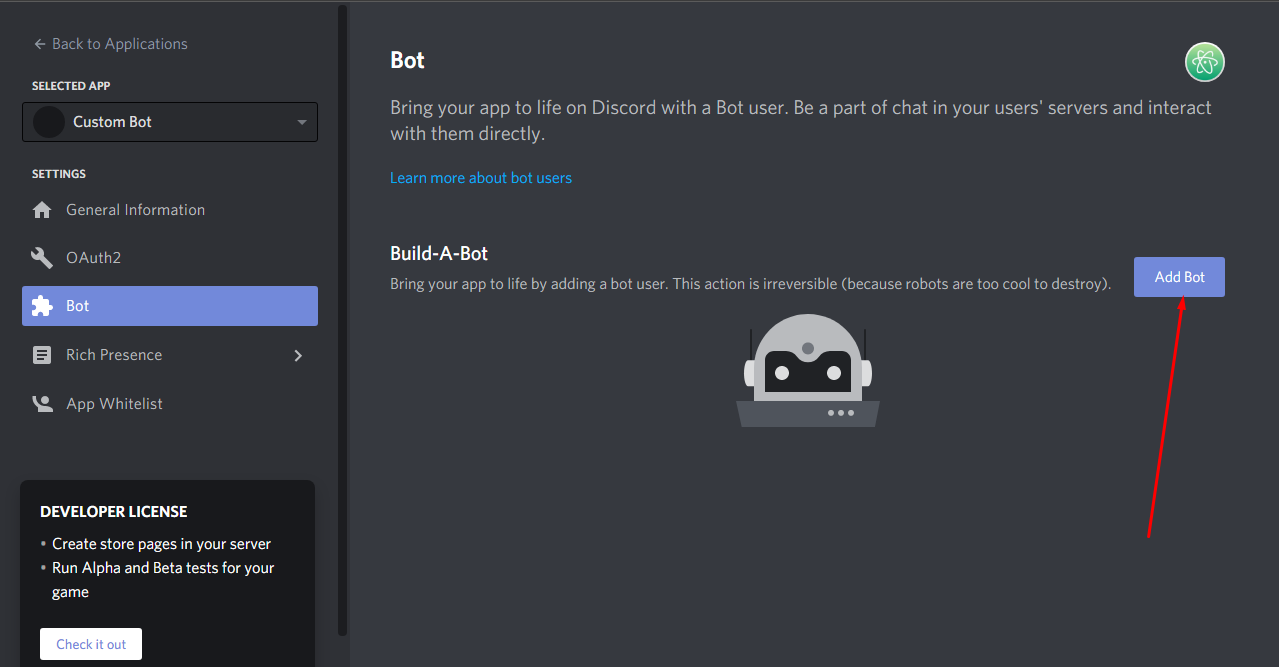 Back to Applications
SELECTED APP
Custom Bot
SETTINGS
General Information
OAuth2
Bot
Rich Presence
App Whitelist
DEVELOPER LICENSE
• Create store pages in your server
• Run Alpha and Beta tests for your
game
Check it out
Bot
Bring your app to life on Discord with a Bot user. Be a part of chat in your users' servers and interact
with them directly.
Learn more about bot users
Build-A-Bot
Bring your app to life by adding a bot user. This action is irreversible (because robots are too cool to destroy).
Add Bot